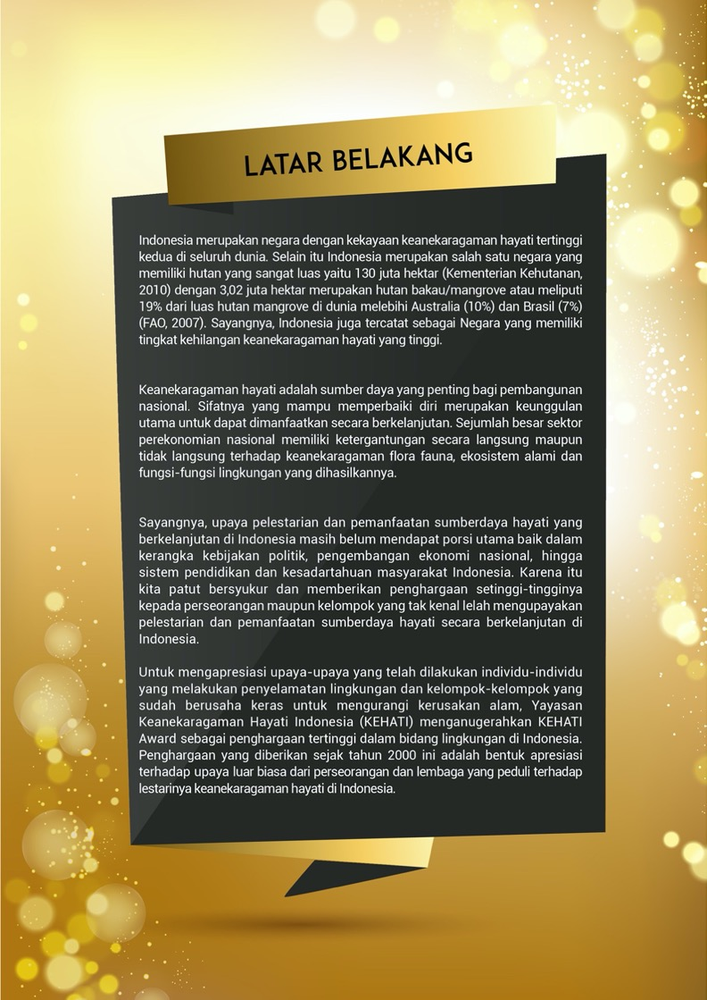 LATAR BELAKANG
Indonesia merupakan negara dengan kekayaan keanekaragaman hayati tertinggi
kedua di seluruh dunia. Selain itu Indonesia merupakan salah satu negara yang
memiliki hutan yang sangat luas yaitu 130 juta hektar (Kementerian Kehutanan,
2010) dengan 3,02 juta hektar merupakan hutan bakau/mangrove atau meliputi
19% dari luas hutan mangrove di dunia melebihi Australia (10%) dan Brasil (7%)
(FAO, 2007). Sayangnya, Indonesia juga tercatat sebagai Negara yang memiliki
tingkat kehilangan keanekaragaman hayati yang tinggi.
Keanekaragaman hayati adalah sumber daya yang penting bagi pembangunan
nasional. Sifatnya yang mampu memperbaiki diri merupakan keunggulan
utama untuk dapat dimanfaatkan secara berkelanjutan. Sejumlah besar sektor
perekonomian nasional memiliki ketergantungan secara langsung maupun
tidak langsung terhadap keanekaragaman flora fauna, ekosistem alami dan
fungsi-fungsi lingkungan yang dihasilkannya.
Sayangnya, upaya pelestarian dan pemanfaatan sumberdaya hayati yang
berkelanjutan di Indonesia masih belum mendapat porsi utama baik dalam
kerangka kebijakan politik, pengembangan ekonomi nasional, hingga
sistem pendidikan dan kesadartahuan masyarakat Indonesia. Karena itu
kita patut bersyukur dan memberikan penghargaan setinggi-tingginya
kepada perseorangan maupun kelompok yang tak kenal lelah mengupayakan
pelestarian dan pemanfaatan sumberdaya hayati secara berkelanjutan di
Indonesia.
Untuk mengapresiasi upaya-upaya yang telah dilakukan individu-individu
yang melakukan penyelamatan lingkungan dan kelompok-kelompok yang
sudah berusaha keras untuk mengurangi kerusakan alam, Yayasan
Keanekaragaman Hayati Indonesia (KEHATI) menganugerahkan KEHATI
Award sebagai penghargaan tertinggi dalam bidang lingkungan di Indonesia.
Penghargaan yang diberikan sejak tahun 2000 ini adalah bentuk apresiasi
terhadap upaya luar biasa dari perseorangan dan lembaga yang peduli terhadap
lestarinya keanekaragaman hayati di Indonesia.